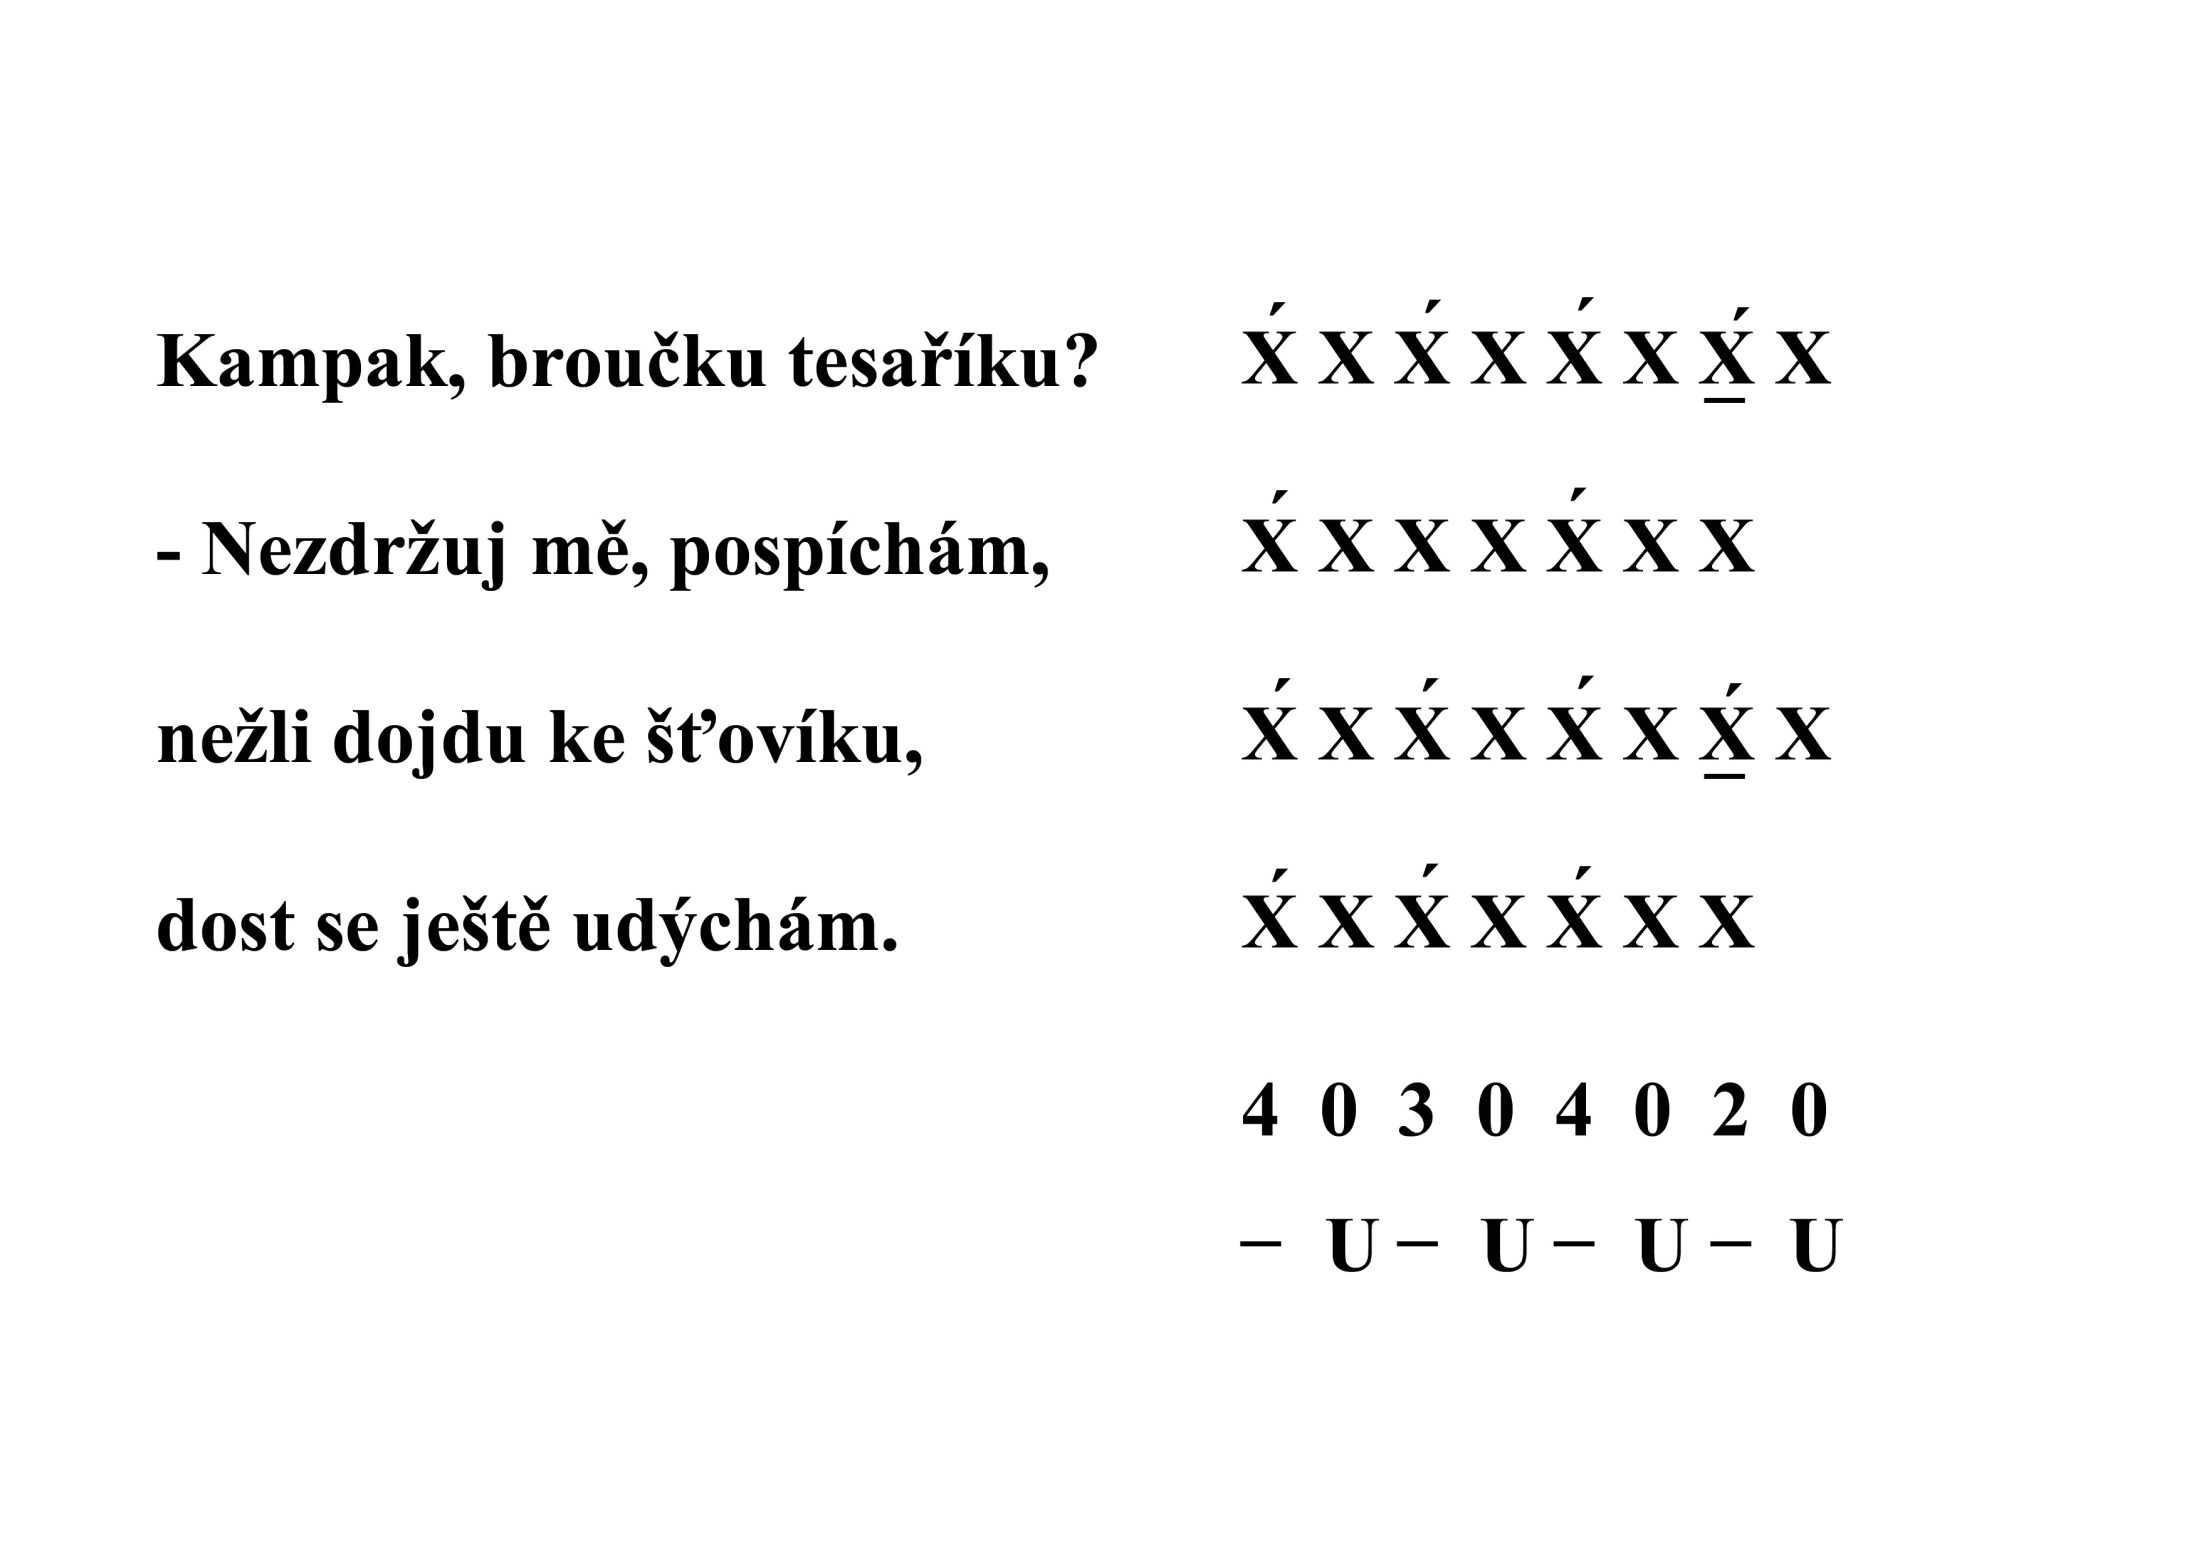 Kampak, broučku tesaříku? X́ X X́ X X́ X X̱́ X
- Nezdržuj mě, pospíchám, X́ X X X X́ X X
nežli dojdu ke šťovíku, X́ X X́ X X́ X X̱́ X
dost se ještě udýchám. X́ X X́ X X́ X X
4 0 3 0 4 0 2 0
– U – U – U – U